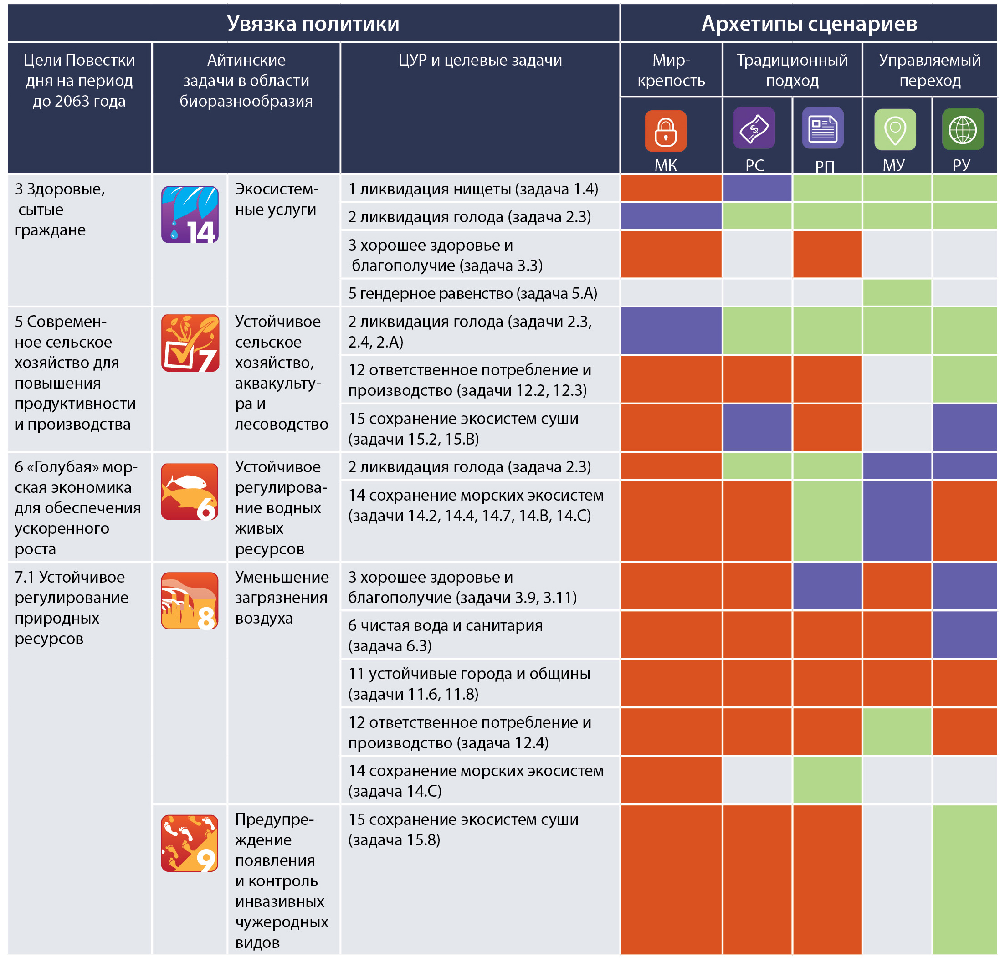 Увязка политики
Архетипы сценариев
Цели Повестки
дня на период
до 2063 года
Айтинские
задачи в области
биоразнообразия
ЦУР и целевые задачи
Мир-
крепость
Традиционный
подход
Управляемый
переход
$
МК
РС
РП
МУ
РУ
3 Здоровые,
сытые
граждане
14
Экосистем-
ные услуги
1 ликвидация нищеты (задача 1.4)
2 ликвидация голода (задача 2.3)
3 хорошее здоровье и
благополучие (задача 3.3)
5 гендерное равенство (задача 5.A)
5 Современ-
ное сельское
хозяйство для
повышения
продуктивности
и производства
7
Устойчивое
сельское
хозяйство,
аквакульту-
ра и
лесоводство
2 ликвидация голода (задачи 2.3,
2.4, 2.A)
12 ответственное потребление и
производство (задачи 12.2, 12.3)
15 сохранение экосистем суши
(задачи 15.2, 15.B)
6 «Голубая» мор-
ская экономика
для обеспечения
ускоренного
роста
6
Устойчивое
регулирова-
ние водных
живых
ресурсов
2 ликвидация голода (задача 2.3)
14 сохранение морских экосистем
(задачи 14.2, 14.4, 14.7, 14.B, 14.C)
7.1 Устойчивое
регулирование
природных
ресурсов
8
Уменьшение
загрязнения
воздуха
3 хорошее здоровье и
благополучие (задачи 3.9, 3.11)
6 чистая вода и санитария
(задача 6.3)
11 устойчивые города и общины
(задачи 11.6, 11.8)
12 ответственное потребление и
производство (задача 12.4)
14 сохранение морских экосистем
(задача 14.C)
9
Предупре-
ждение
появления
и контроль
инвазивных
чужеродных
видов
15 сохранение экосистем суши
(задача 15.8)